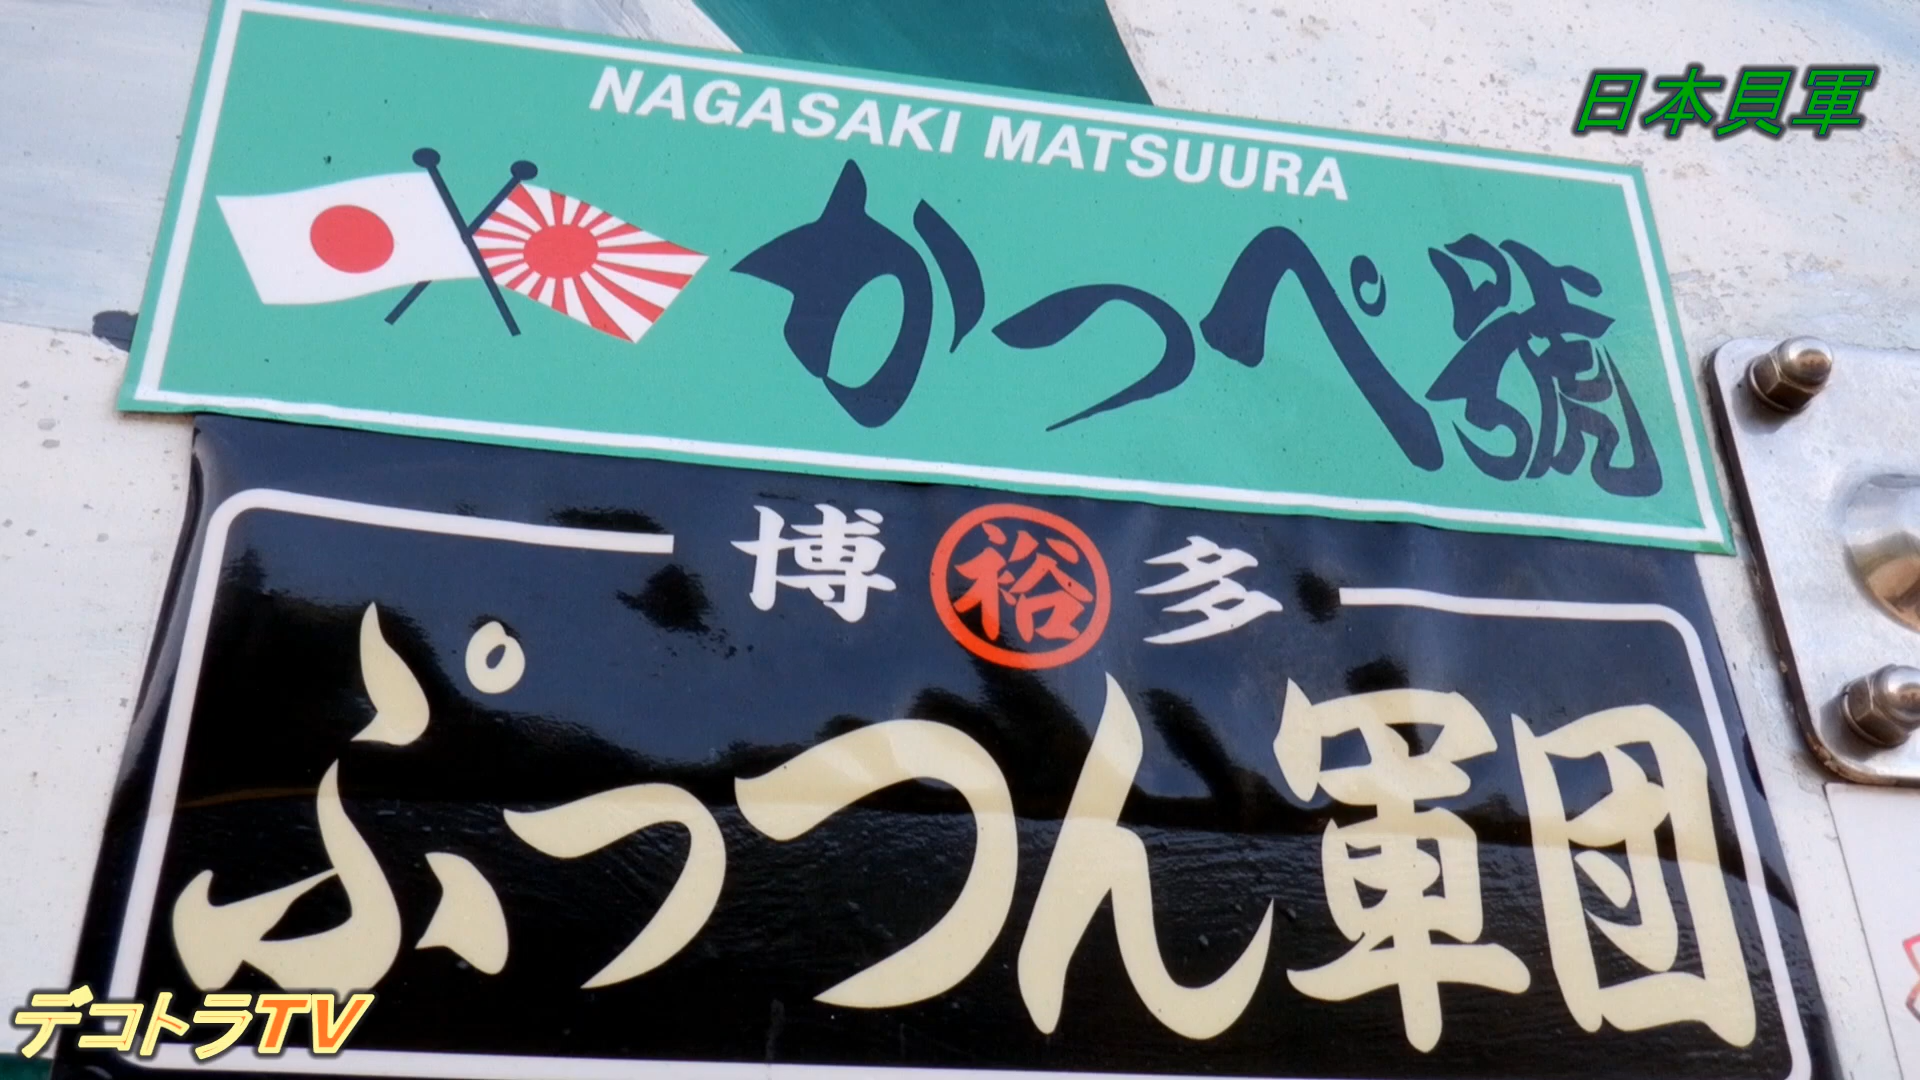 日本貝軍
NAGASAKI MATSUURA
かっぺ號
博 裕 多
ぷっつん軍団
デコトラTV